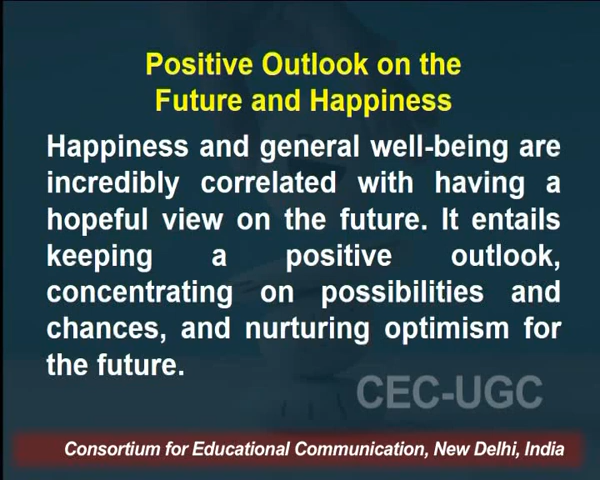 Positive Outlook on the
Future and Happiness
Happiness and general well-being are
incredibly correlated with having a
hopeful view on the future. It entails
keeping a positive outlook,
concentrating on possibilities and
chances, and nurturing optimism for
the future.
CEC-UGC
Consortium for Educational Communication, New Delhi, India